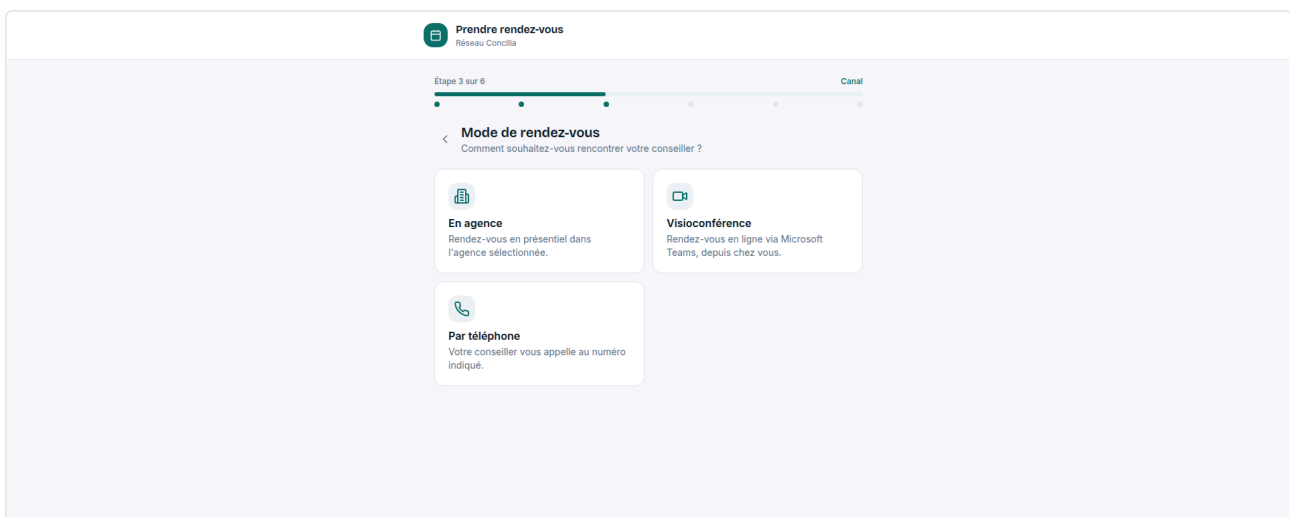 Prendre rendez-vous
Réseau Concilia
Étape 3 sur 6
Canal
Mode de rendez-vous
Comment souhaitez-vous rencontrer votre conseiller ?
En agence
Rendez-vous en présentiel dans
l'agence sélectionnée.
Visioconférence
Rendez-vous en ligne via Microsoft
Teams, depuis chez vous.
Par téléphone
Votre conseiller vous appelle au numéro
indiqué.